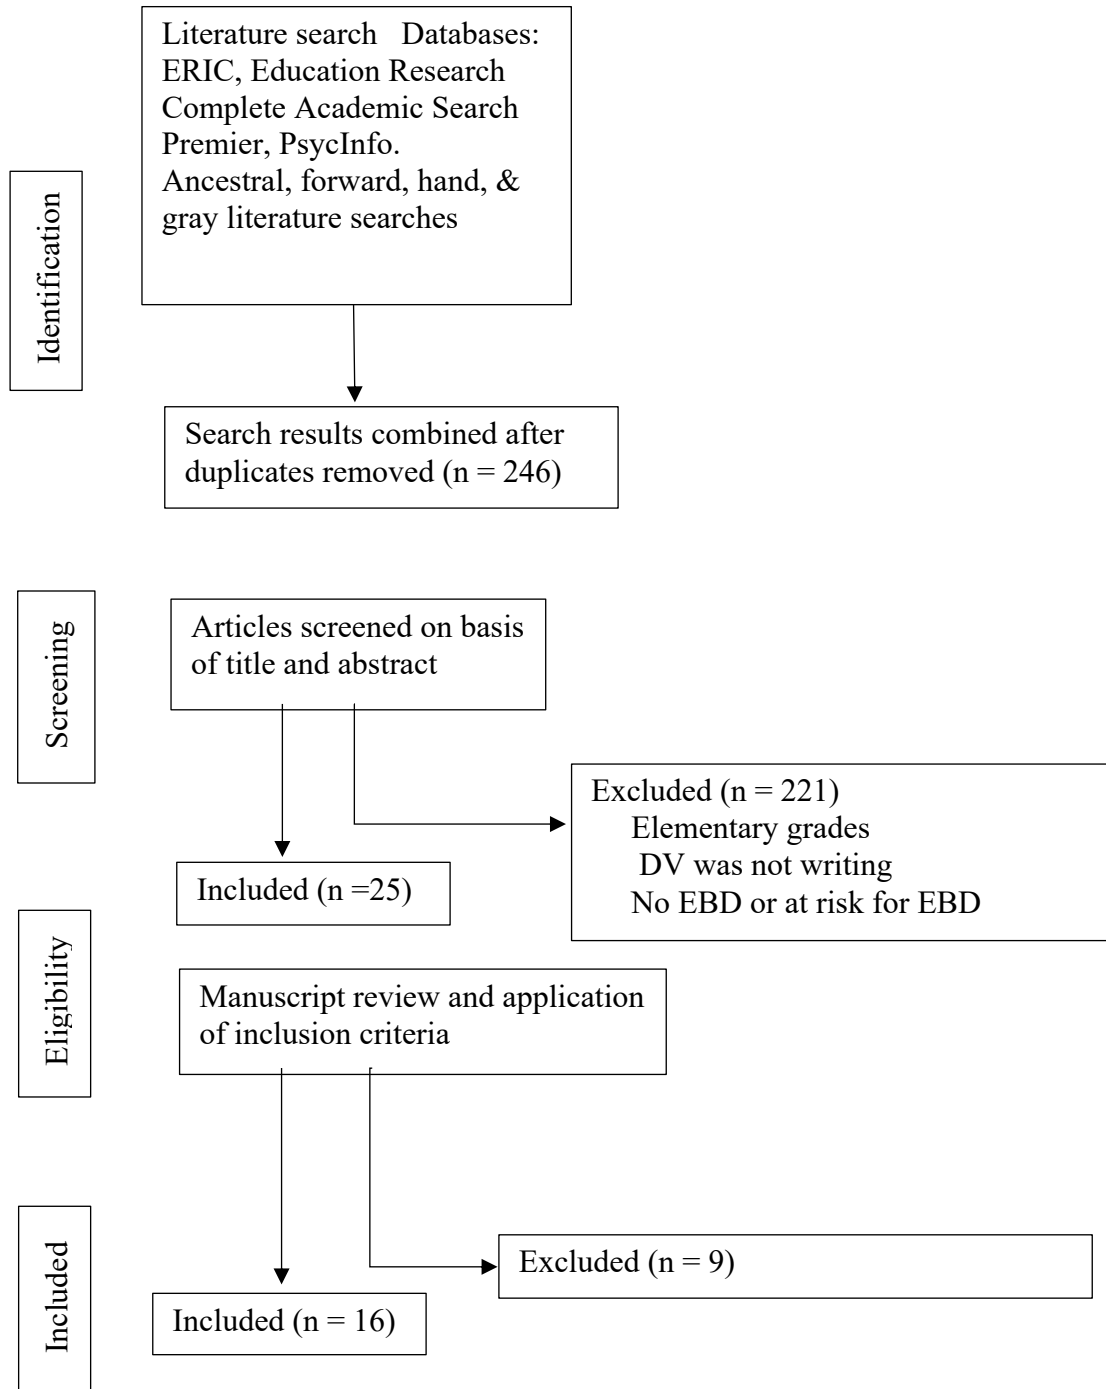 Literature search   Databases:
ERIC, Education Research
Complete Academic Search
Premier, PsycInfo.
Ancestral, forward, hand, &
gray literature searches
Identification
Search results combined after
duplicates removed (n = 246)
Screening
Articles screened on basis
of title and abstract
Excluded (n = 221)
Elementary grades
DV was not writing
No EBD or at risk for EBD
Included (n =25)
Eligibility
Manuscript review and application
of inclusion criteria
Excluded (n = 9)
Included
Included (n = 16)